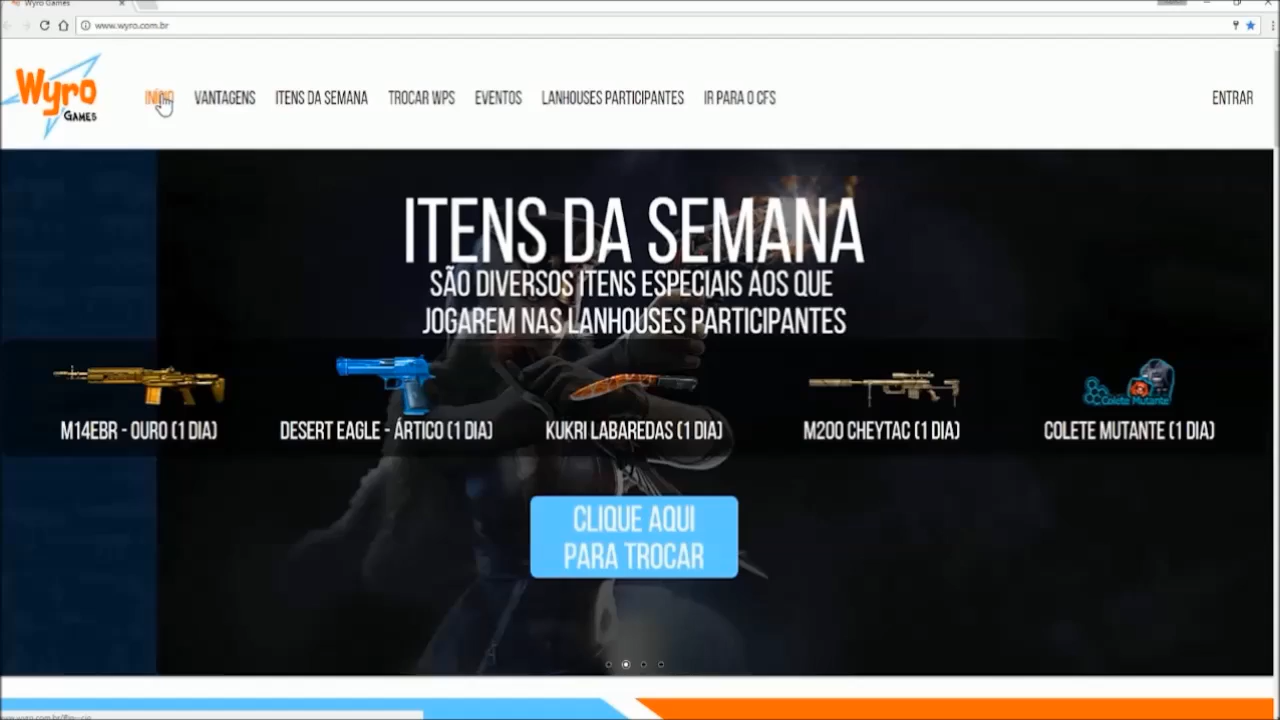 Wyro Games
www.wyro.com.br
Wyro
GAMES
INÍCIO
VANTAGENS
ITENS DA SEMANA
TROCAR WPS
EVENTOS
LANHOUSES PARTICIPANTES
IR PARA O CFS
ENTRAR
ITENS DA SEMANA
SÃO DIVERSOS ITENS ESPECIAIS AOS QUE
JOGAREM NAS LANHOUSES PARTICIPANTES
M14EBR - OURO (1 DIA)
DESERT EAGLE - ÁRTICO (1 DIA)
KUKRI LABAREDAS (1 DIA)
M200 CHEYTAC (1 DIA)
Colete Mutante
COLETE MUTANTE (1 DIA)
CLIQUE AQUI
PARA TROCAR